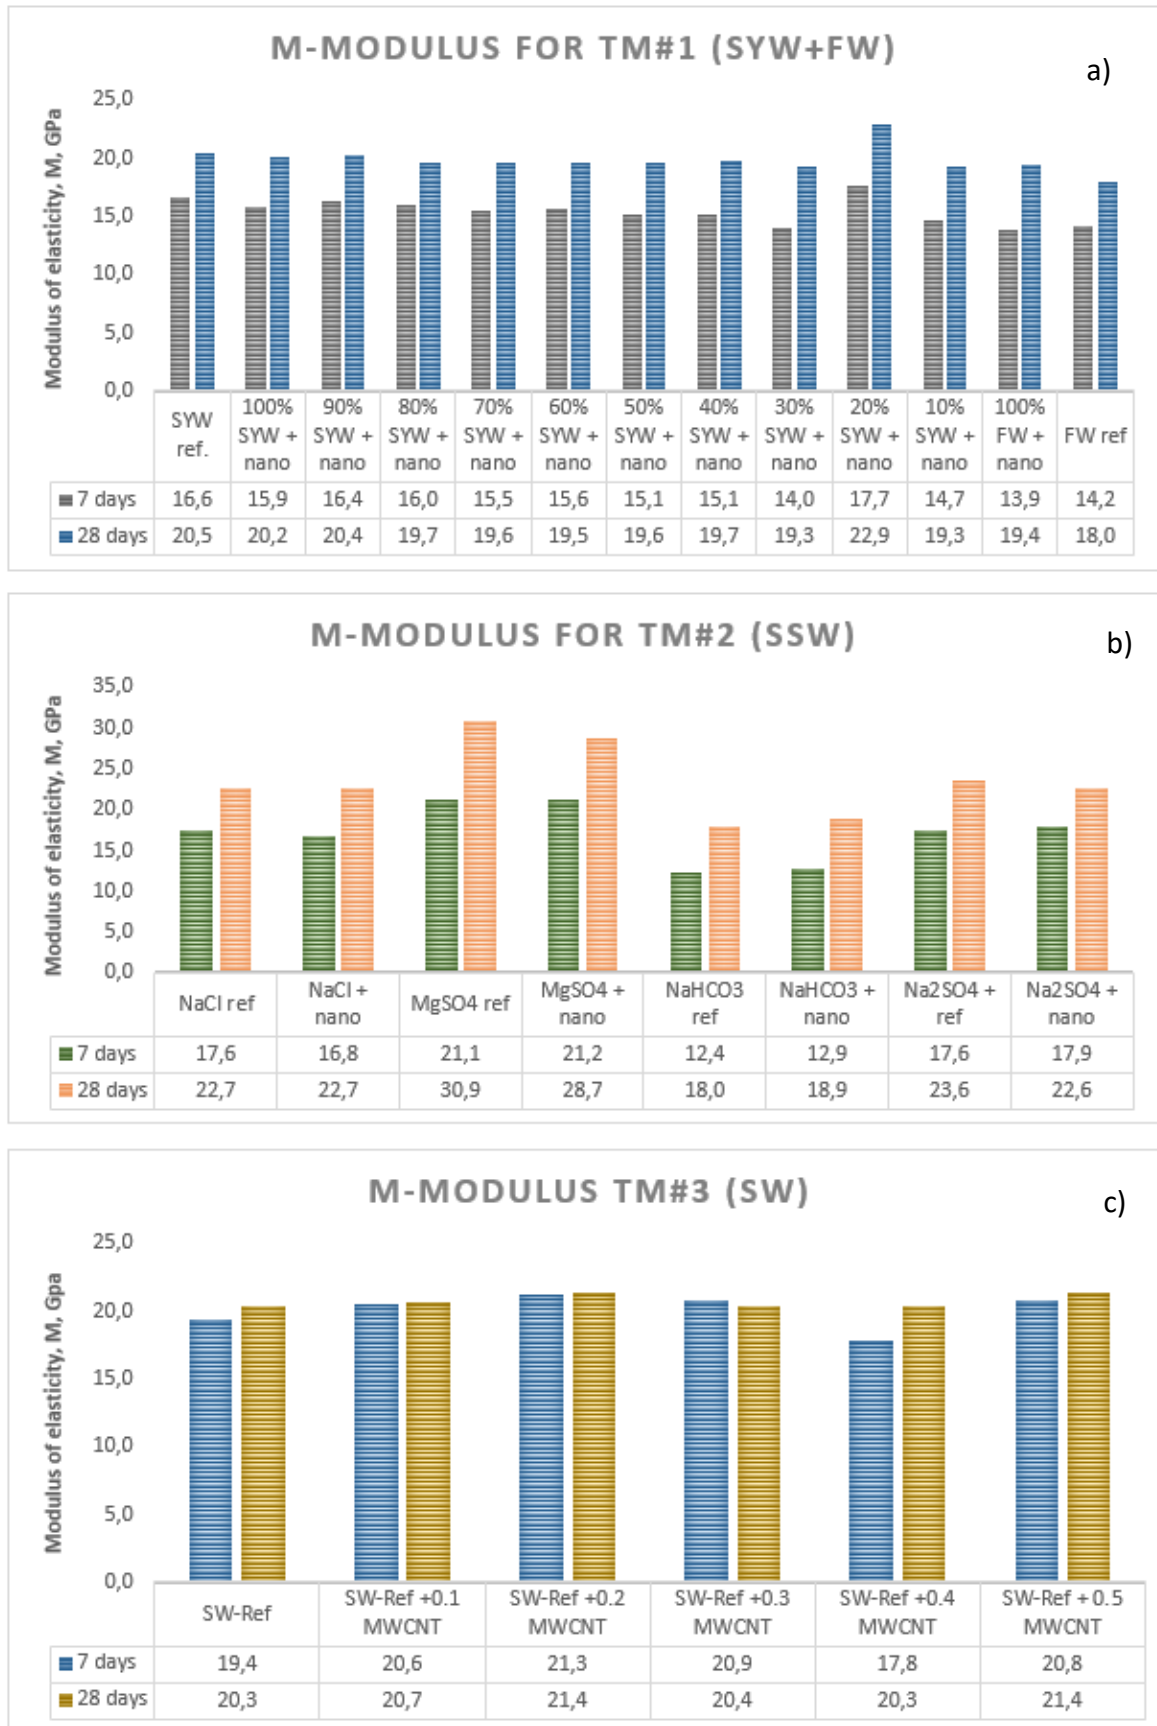 M-MODULUS FOR TM#1 (SYW+FW)
a)
Modulus of elasticity, M, GPa
25,0
20,0
15,0
10,0
5,0
0,0
SYW ref.
100% SYW + nano
90% SYW + nano
80% SYW + nano
70% SYW + nano
60% SYW + nano
50% SYW + nano
40% SYW + nano
30% SYW + nano
20% SYW + nano
10% SYW + nano
100% FW + nano
FW ref
7 days 16,6 15,9 16,4 16,0 15,5 15,6 15,1 15,1 14,0 17,7 14,7 13,9 14,2
28 days 20,5 20,2 20,4 19,7 19,6 19,5 19,6 19,7 19,3 22,9 19,3 19,4 18,0
M-MODULUS FOR TM#2 (SSW)
b)
Modulus of elasticity, M, GPa
35,0
30,0
25,0
20,0
15,0
10,0
5,0
0,0
NaCl ref
NaCl + nano
MgSO4 ref
MgSO4 + nano
NaHCO3 ref
NaHCO3 + nano
Na2SO4 + ref
Na2SO4 + nano
7 days 17,6 16,8 21,1 21,2 12,4 12,9 17,6 17,9
28 days 22,7 22,7 30,9 28,7 18,0 18,9 23,6 22,6
M-MODULUS TM#3 (SW)
c)
Modulus of elasticity, M, Gpa
25,0
20,0
15,0
10,0
5,0
0,0
SW-Ref
SW-Ref +0.1 MWCNT
SW-Ref +0.2 MWCNT
SW-Ref +0.3 MWCNT
SW-Ref +0.4 MWCNT
SW-Ref + 0.5 MWCNT
7 days 19,4 20,6 21,3 20,9 17,8 20,8
28 days 20,3 20,7 21,4 20,4 20,3 21,4